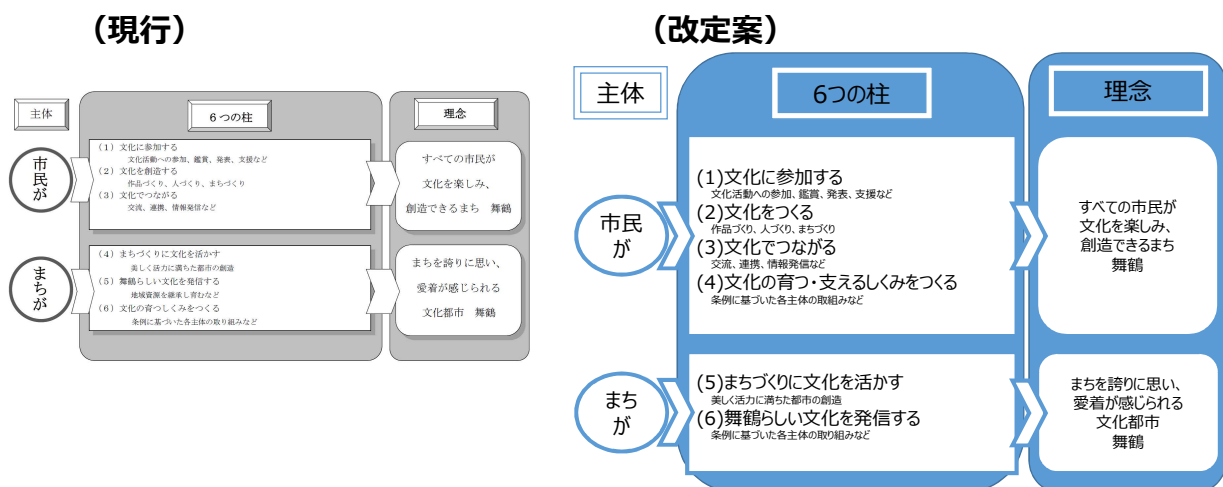 （現行）
主体
6つの柱
理念
市民が
（1）文化に参加する
文化活動への参加、鑑賞、発表、支援など
（2）文化を創造する
作品づくり、人づくり、まちづくり
（3）文化でつながる
交流、連携、情報発信など
すべての市民が
文化を楽しみ、
創造できるまち　舞鶴
まちが
（4）まちづくりに文化を活かす
美しく活力に満ちた都市の創造
（5）舞鶴らしい文化を発信する
地域資源を継承し育むなど
（6）文化の育つしくみをつくる
条例に基づいた各主体の取り組みなど
まちを誇りに思い、
愛着が感じられる
文化都市　舞鶴
（改定案）
主体
6つの柱
理念
市民
が
(1)文化に参加する
文化活動への参加、鑑賞、発表、支援など
(2)文化をつくる
作品づくり、人づくり、まちづくり
(3)文化でつながる
交流、連携、情報発信など
(4)文化の育つ・支えるしくみをつくる
条例に基づいた各主体の取組みなど
すべての市民が
文化を楽しみ、
創造できるまち
舞鶴
まち
が
(5)まちづくりに文化を活かす
美しく活力に満ちた都市の創造
(6)舞鶴らしい文化を発信する
条例に基づいた各主体の取り組みなど
まちを誇りに思い、
愛着が感じられる
文化都市
舞鶴